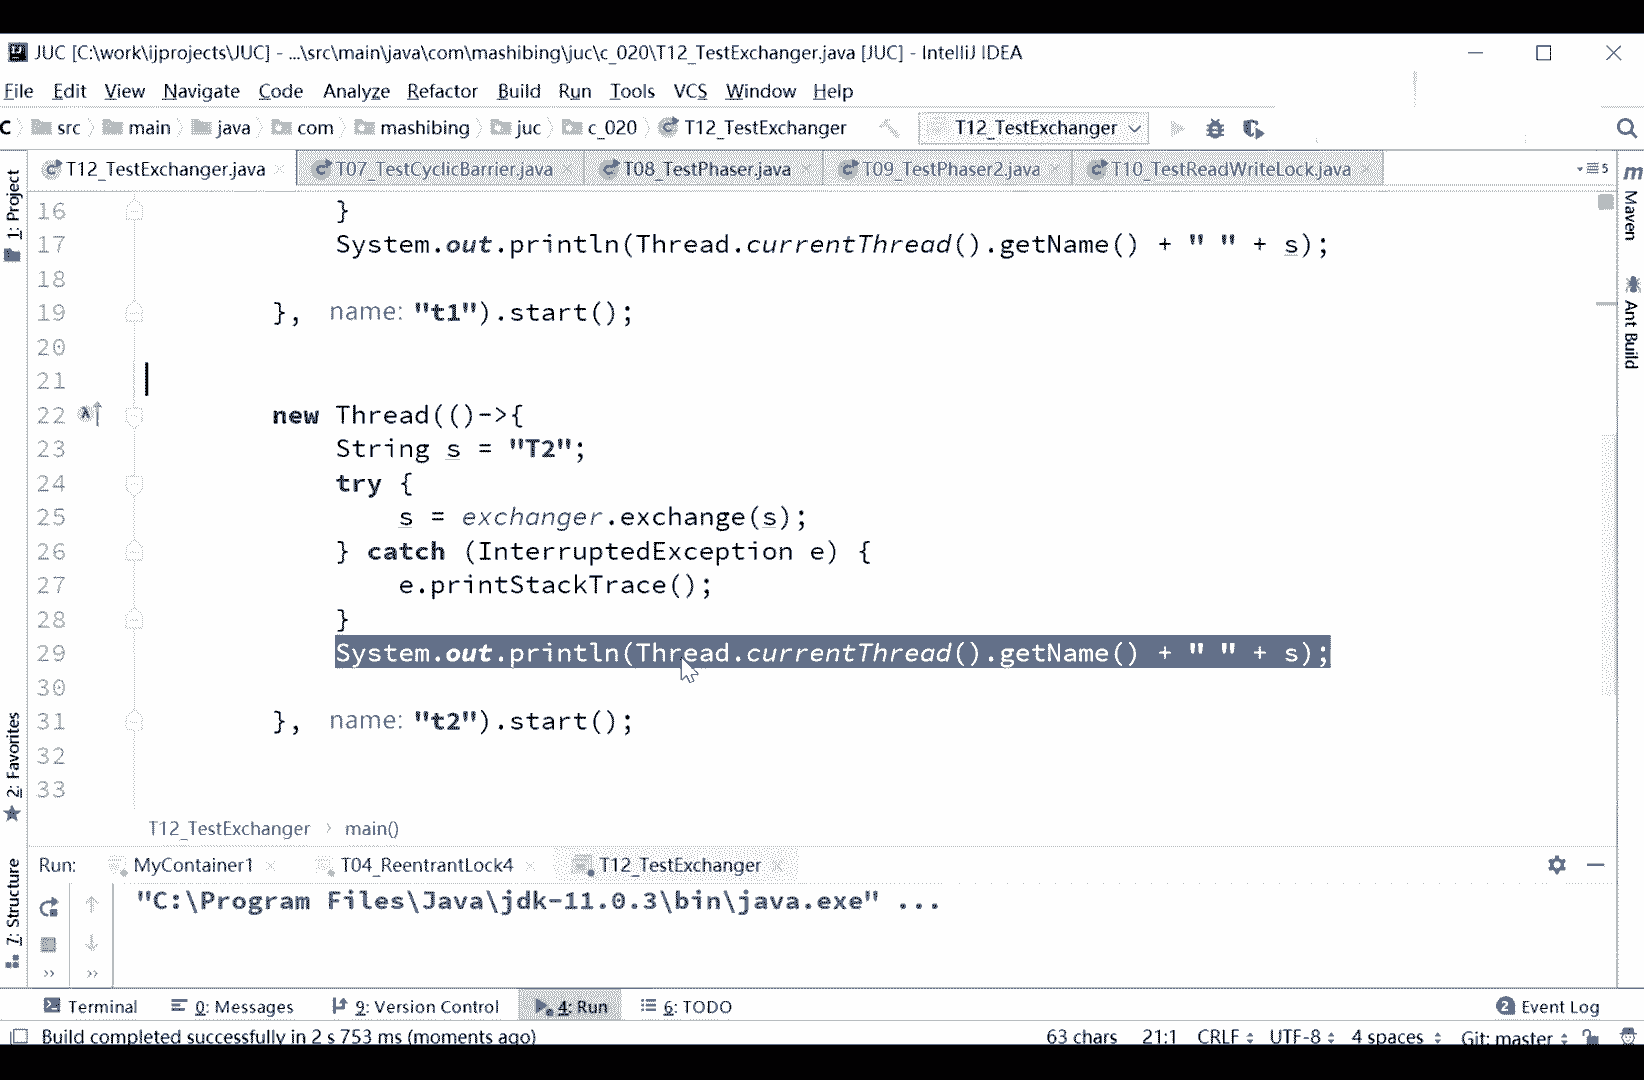 JUC [C:\work\ijprojects\JUC] - ...\src\main\java\com\mashibing\juc\c_020\T12_TestExchanger.java [JUC] - IntelliJ IDEA
File Edit View Navigate Code Analyze Refactor Build Run Tools VCS Window Help
C src main java com mashibing juc c_020 T12_TestExchanger T12_TestExchanger
T12_TestExchanger.java T07_TestCyclicBarrier.java T08_TestPhaser.java T09_TestPhaser2.java T10_TestReadWriteLock.java 5
1: Project
2: Favorites
7: Structure
Maven
Ant Build
16 }
17 System.out.println(Thread.currentThread().getName() + " " + s);
18
19 }, name: "t1").start();
20
21
22 new Thread(()->{
23 String s = "T2";
24 try {
25 s = exchanger.exchange(s);
26 } catch (InterruptedException e) {
27 e.printStackTrace();
28 }
29 System.out.println(Thread.currentThread().getName() + " " + s);
30
31 }, name: "t2").start();
32
33
T12_TestExchanger › main()
Run: MyContainer1 T04_ReentrantLock4 T12_TestExchanger
"C:\Program Files\Java\jdk-11.0.3\bin\java.exe" ...
Terminal 0: Messages 9: Version Control 4: Run 6: TODO 2 Event Log
Build completed successfully in 2 s 753 ms (moments ago) 63 chars 21:1 CRLF UTF-8 4 spaces Git: master